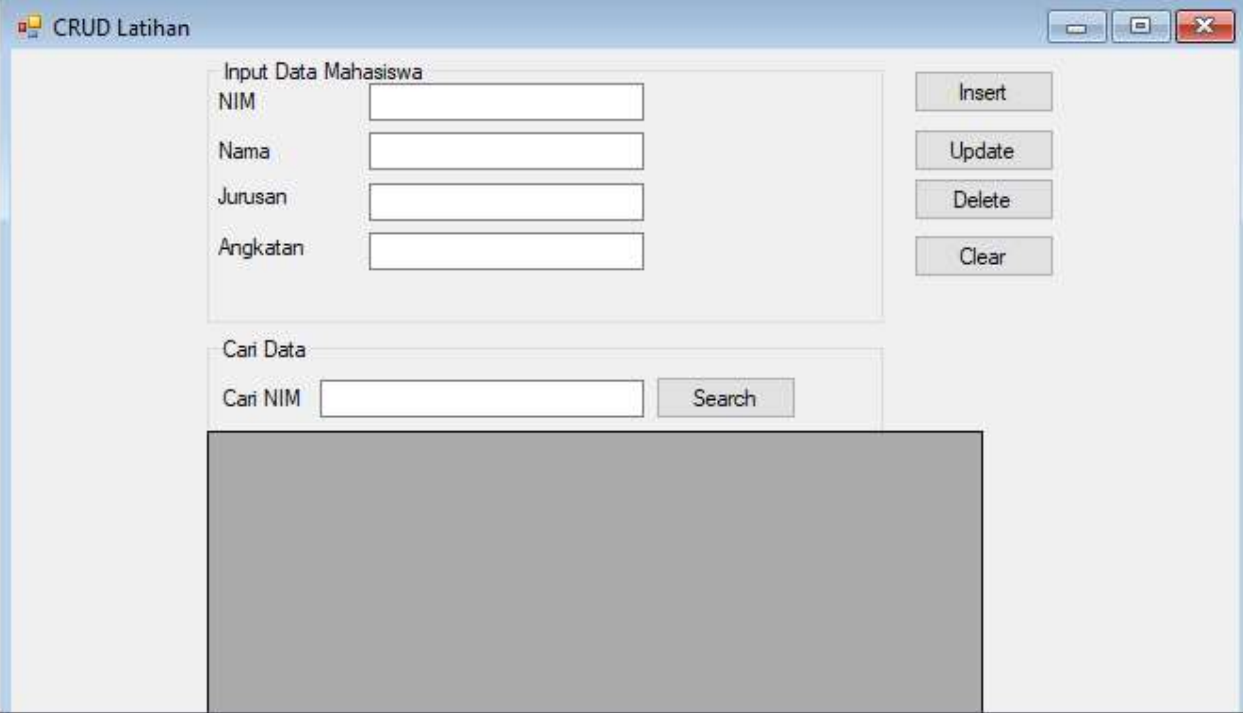 CRUD Latihan
Input Data Mahasiswa
NIM
Nama
Jurusan
Angkatan
Insert
Update
Delete
Clear
Cari Data
Cari NIM
Search